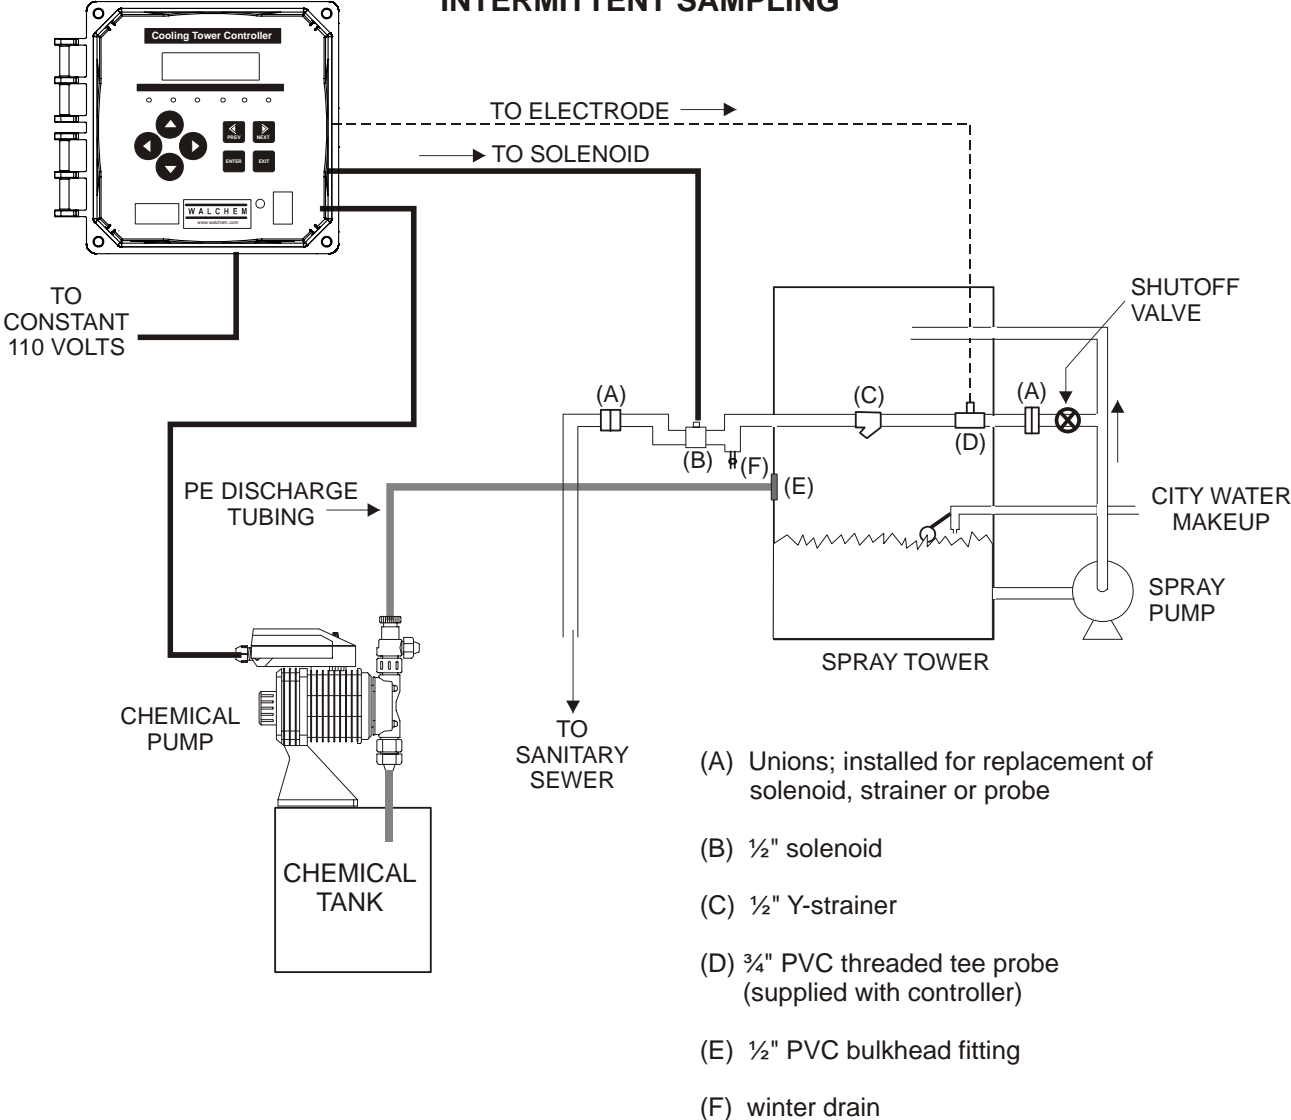 INTERMITTENT SAMPLING
Cooling Tower Controller
PREV
NEXT
ENTER
EXIT
WALCHEM
www.walchem.com
TO ELECTRODE
TO SOLENOID
TO
CONSTANT
110 VOLTS
SHUTOFF
VALVE
(A)
(C)
(A)
(B)
(F)
(D)
(E)
PE DISCHARGE
TUBING
CITY WATER
MAKEUP
SPRAY
PUMP
SPRAY TOWER
CHEMICAL
PUMP
TO
SANITARY
SEWER
CHEMICAL
TANK
(A) Unions; installed for replacement of
solenoid, strainer or probe
(B) ½" solenoid
(C) ½" Y-strainer
(D) ¾" PVC threaded tee probe
(supplied with controller)
(E) ½" PVC bulkhead fitting
(F) winter drain